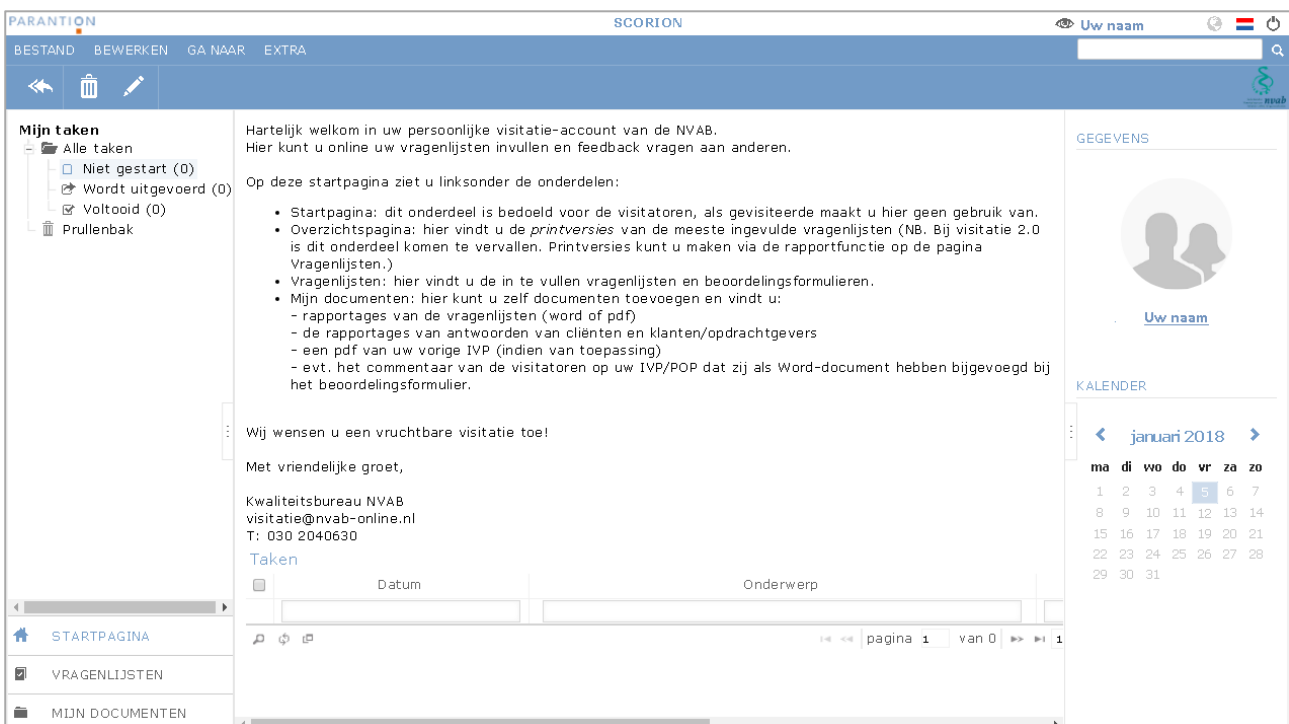 PARANTION
SCORION
Uw naam
BESTAND BEWERKEN GA NAAR EXTRA
nvab
Mijn taken
Alle taken
Niet gestart (0)
Wordt uitgevoerd (0)
Voltooid (0)
Prullenbak
Hartelijk welkom in uw persoonlijke visitatie-account van de NVAB.
Hier kunt u online uw vragenlijsten invullen en feedback vragen aan anderen.
Op deze startpagina ziet u linksonder de onderdelen:
• Startpagina: dit onderdeel is bedoeld voor de visitatoren, als gevisiteerde maakt u hier geen gebruik van.
• Overzichtspagina: hier vindt u de printversies van de meeste ingevulde vragenlijsten (NB. Bij visitatie 2.0
is dit onderdeel komen te vervallen. Printversies kunt u maken via de rapportfunctie op de pagina
Vragenlijsten.)
• Vragenlijsten: hier vindt u de in te vullen vragenlijsten en beoordelingsformulieren.
• Mijn documenten: hier kunt u zelf documenten toevoegen en vindt u:
- rapportages van de vragenlijsten (word of pdf)
- de rapportages van antwoorden van cliënten en klanten/opdrachtgevers
- een pdf van uw vorige IVP (indien van toepassing)
- evt. het commentaar van de visitatoren op uw IVP/POP dat zij als Word-document hebben bijgevoegd bij
het beoordelingsformulier.
Wij wensen u een vruchtbare visitatie toe!
Met vriendelijke groet,
Kwaliteitsbureau NVAB
visitatie@nvab-online.nl
T: 030 2040630
Taken
Datum Onderwerp
pagina 1 van 0 1
STARTPAGINA
VRAGENLIJSTEN
MIJN DOCUMENTEN
GEGEVENS
Uw naam
KALENDER
januari 2018
ma di wo do vr za zo
1 2 3 4 5 6 7
8 9 10 11 12 13 14
15 16 17 18 19 20 21
22 23 24 25 26 27 28
29 30 31